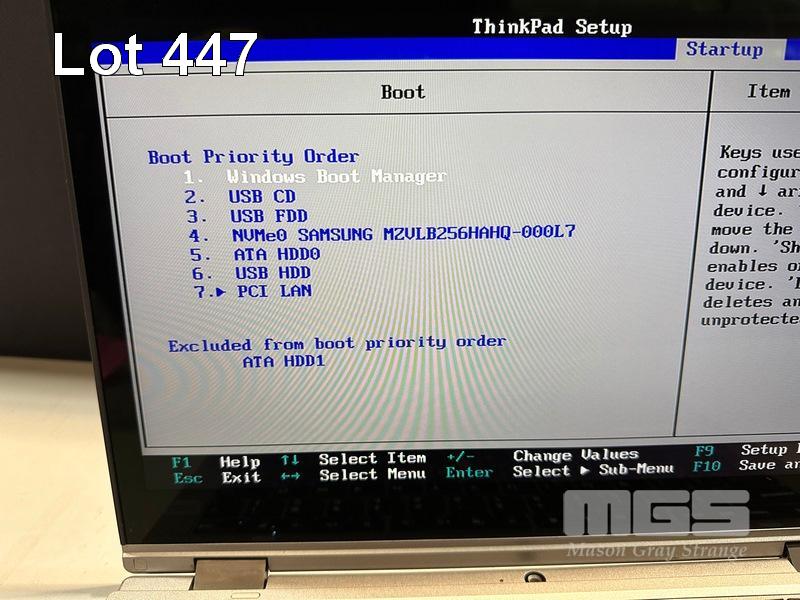 ThinkPad Setup
Lot 447
Startup
Boot
Item
Boot Priority Order
1. Windows Boot Manager
2. USB CD
3. USB FDD
4. NVMe0 SAMSUNG MZVLB256HAHQ-000L7
5. ATA HDD0
6. USB HDD
7.▶ PCI LAN
Excluded from boot priority order
ATA HDD1
Keys use
configur
and ↓ ar
device.
move the
down. 'Sh
enables o
device.
deletes an
unprotecte
F1 Help ↑↓ Select Item +/- Change Values F9 Setup
Esc Exit ←→ Select Menu Enter Select ▶ Sub-Menu F10 Save an
MGS
Mason Gray Strange